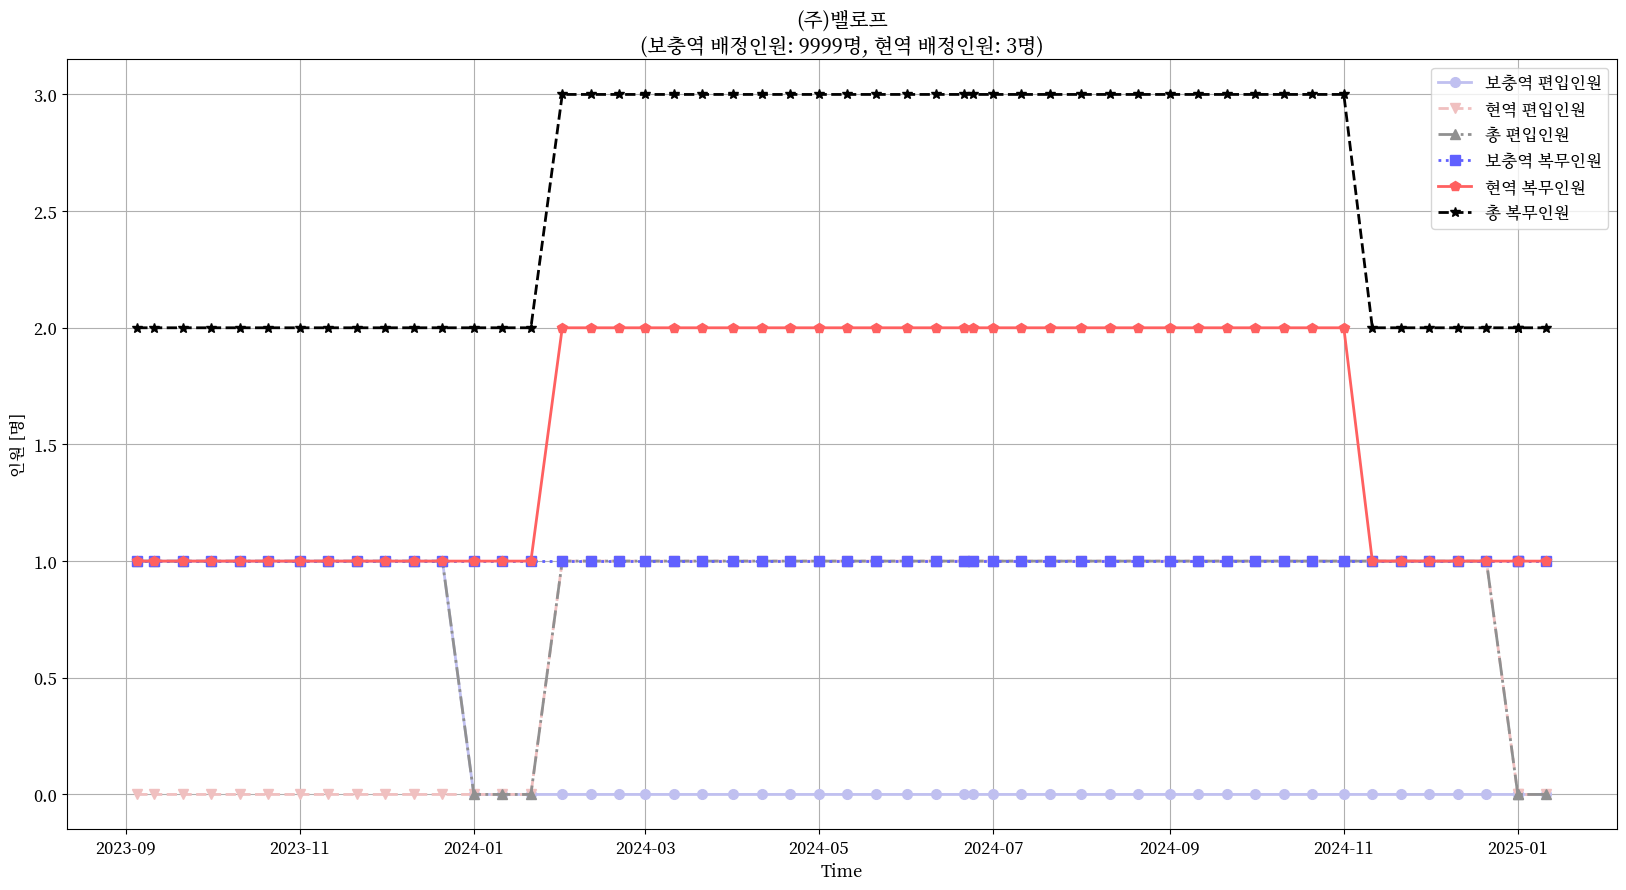 (주)밸로프
(보충역 배정인원: 9999명, 현역 배정인원: 3명)
보충역 편입인원
현역 편입인원
총 편입인원
보충역 복무인원
현역 복무인원
총 복무인원
3.0
2.5
2.0
1.5
1.0
0.5
0.0
인원 [명]
2023-09
2023-11
2024-01
2024-03
2024-05
2024-07
2024-09
2024-11
2025-01
Time